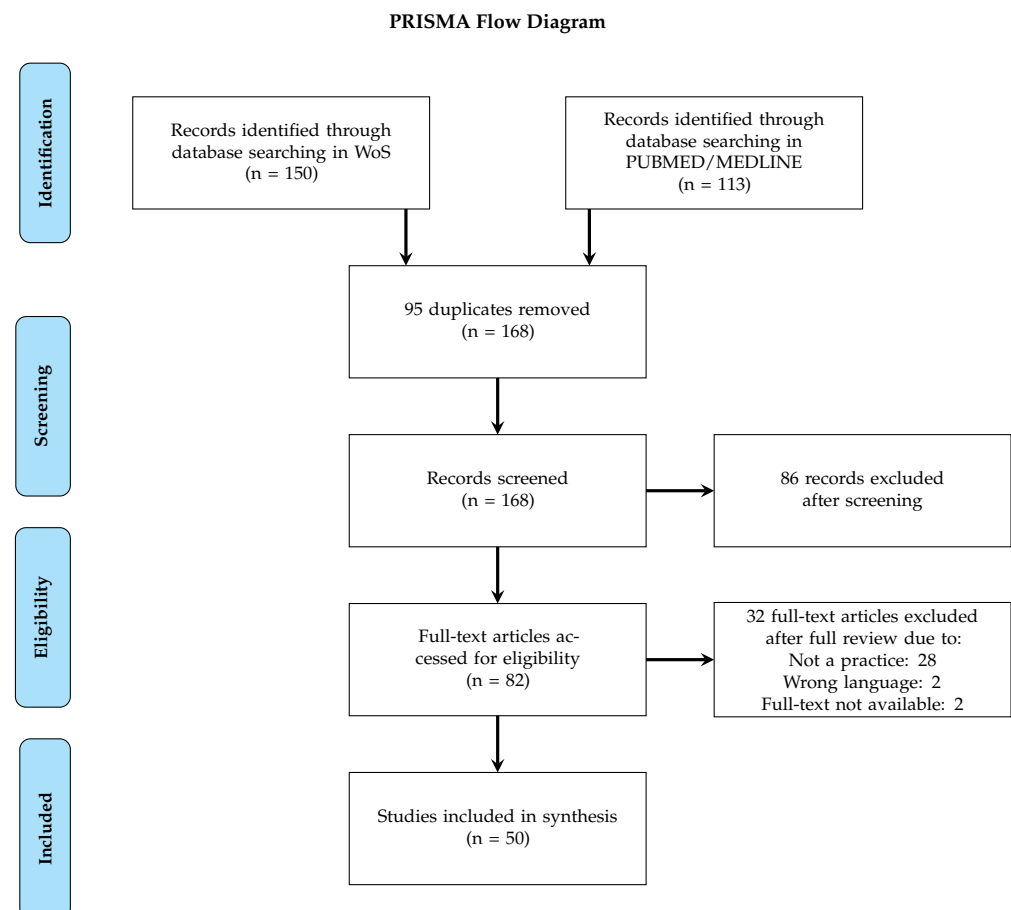 PRISMA Flow Diagram
Identification
Records identified through
database searching in WoS
(n = 150)
Records identified through
database searching in
PUBMED/MEDLINE
(n = 113)
95 duplicates removed
(n = 168)
Screening
Records screened
(n = 168)
86 records excluded
after screening
Eligibility
Full-text articles ac-
cessed for eligibility
(n = 82)
32 full-text articles excluded
after full review due to:
Not a practice: 28
Wrong language: 2
Full-text not available: 2
Included
Studies included in synthesis
(n = 50)